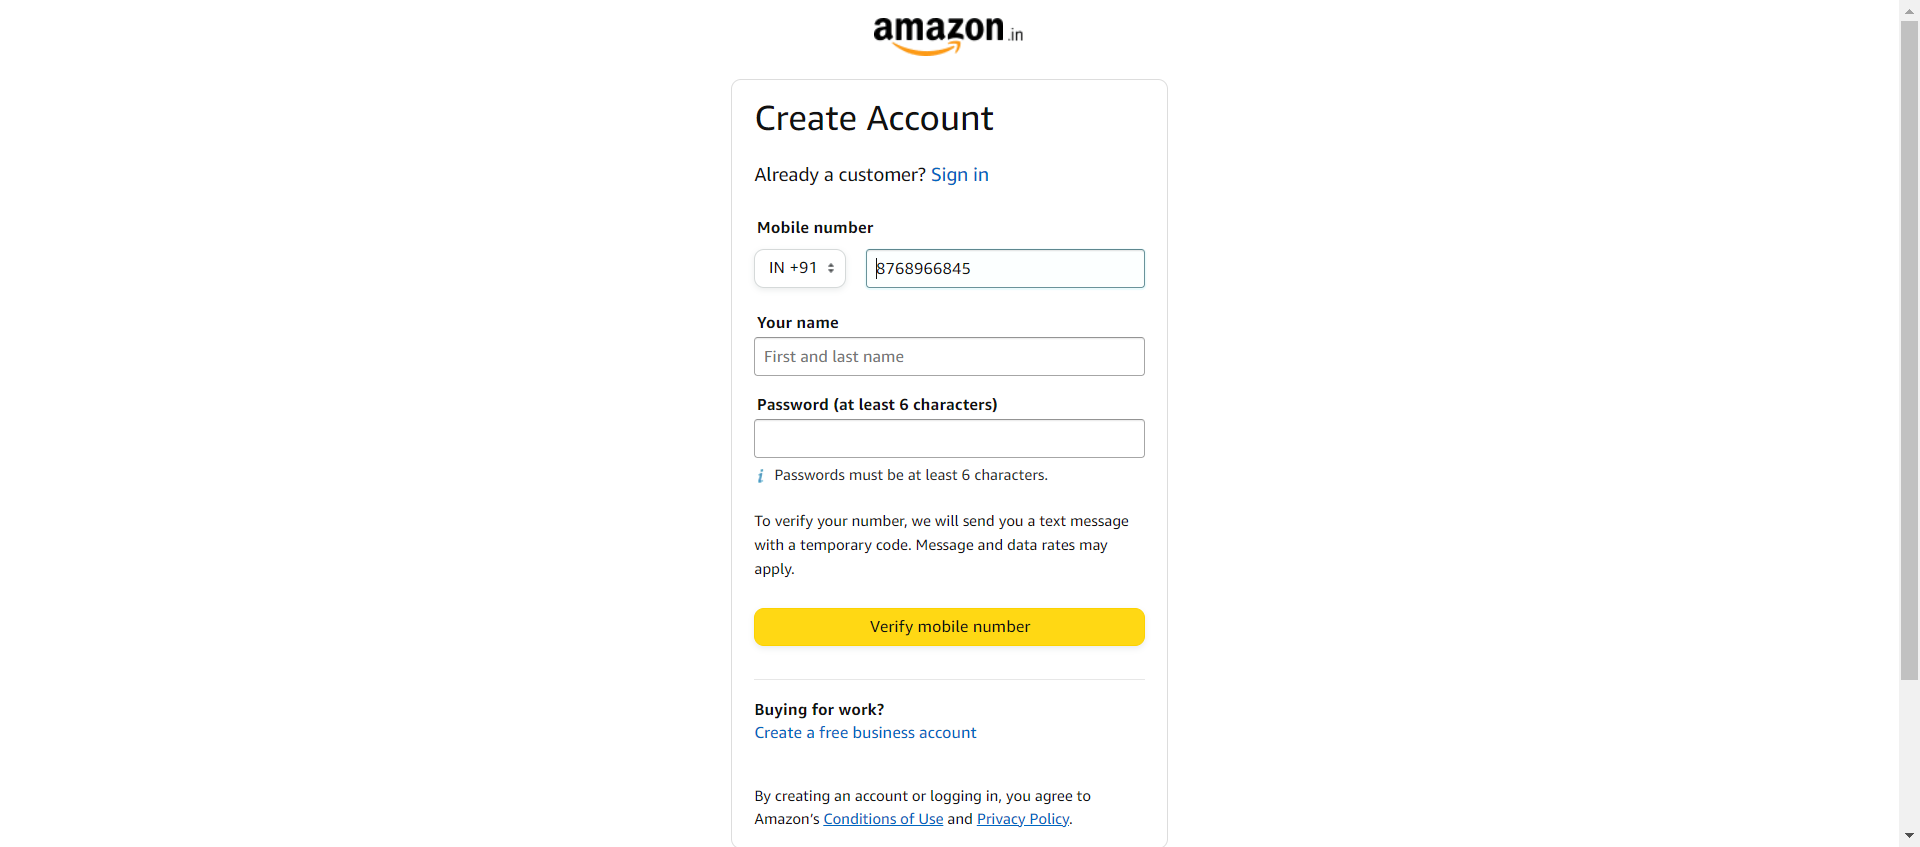 amazon.in
Create Account
Already a customer? Sign in
Mobile number
IN +91
8768966845
Your name
First and last name
Password (at least 6 characters)
i Passwords must be at least 6 characters.
To verify your number, we will send you a text message
with a temporary code. Message and data rates may
apply.
Verify mobile number
Buying for work?
Create a free business account
By creating an account or logging in, you agree to
Amazon’s Conditions of Use and Privacy Policy.